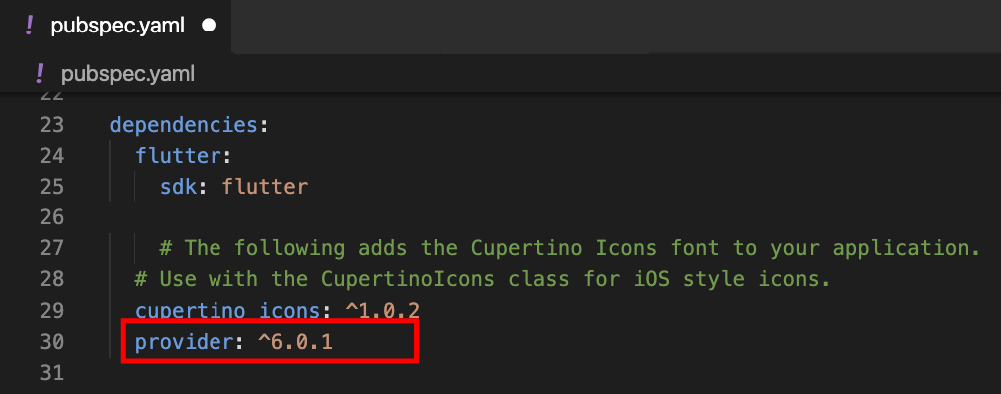 ! pubspec.yaml
! pubspec.yaml
22
23 dependencies:
24 flutter:
25 sdk: flutter
26
27 # The following adds the Cupertino Icons font to your application.
28 # Use with the CupertinoIcons class for iOS style icons.
29 cupertino_icons: ^1.0.2
30 provider: ^6.0.1
31